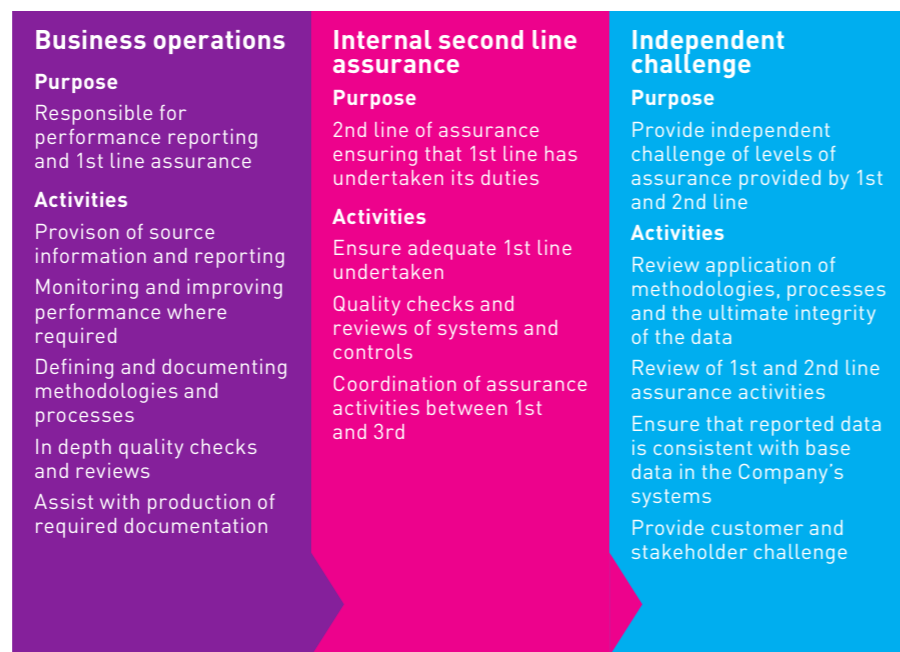 Business operations
Purpose
Responsible for
performance reporting
and 1st line assurance
Activities
Provison of source
information and reporting
Monitoring and improving
performance where
required
Defining and documenting
methodologies and
processes
In depth quality checks
and reviews
Assist with production of
required documentation
Internal second line
assurance
Purpose
2nd line of assurance
ensuring that 1st line has
undertaken its duties
Activities
Ensure adequate 1st line
undertaken
Quality checks and
reviews of systems and
controls
Coordination of assurance
activities between 1st
and 3rd
Independent
challenge
Purpose
Provide independent
challenge of levels of
assurance provided by 1st
and 2nd line
Activities
Review application of
methodologies, processes
and the ultimate integrity
of the data
Review of 1st and 2nd line
assurance activities
Ensure that reported data
is consistent with base
data in the Company’s
systems
Provide customer and
stakeholder challenge